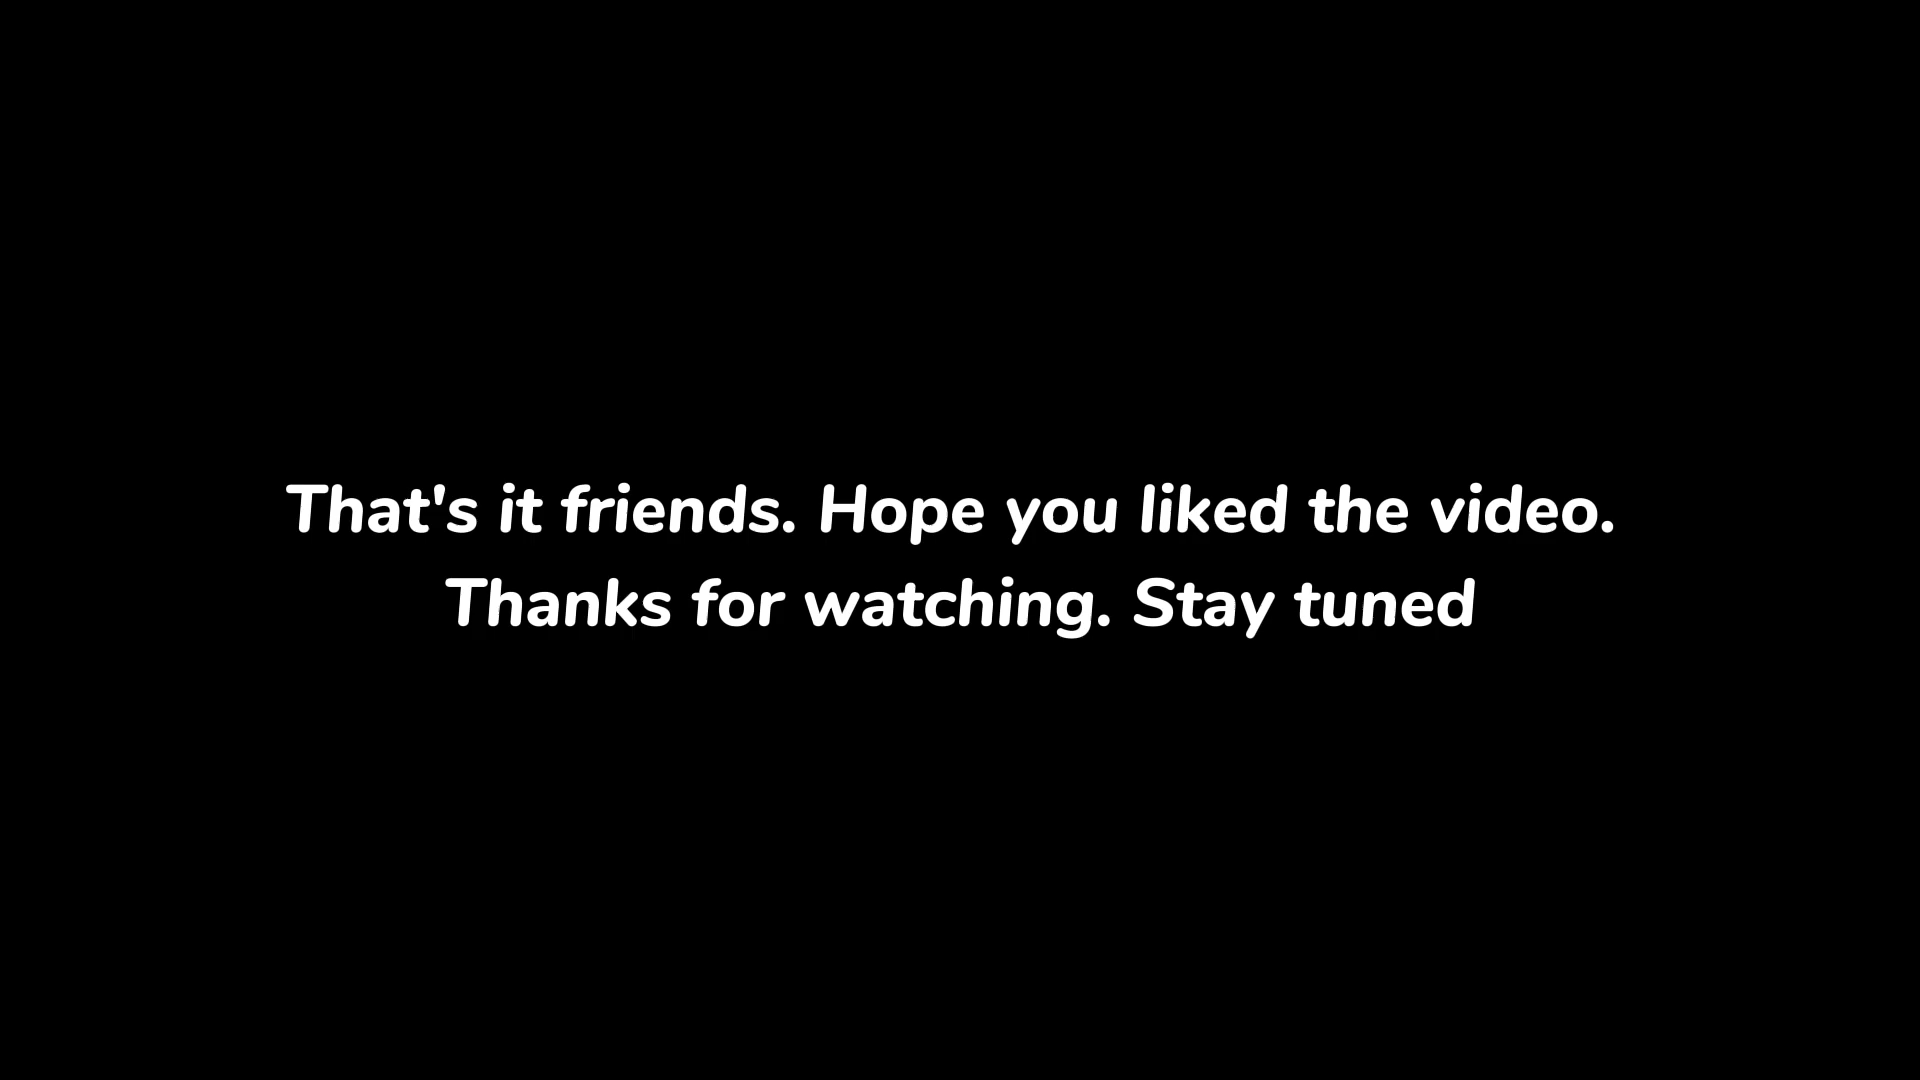 That's it friends. Hope you liked the video.
Thanks for watching. Stay tuned